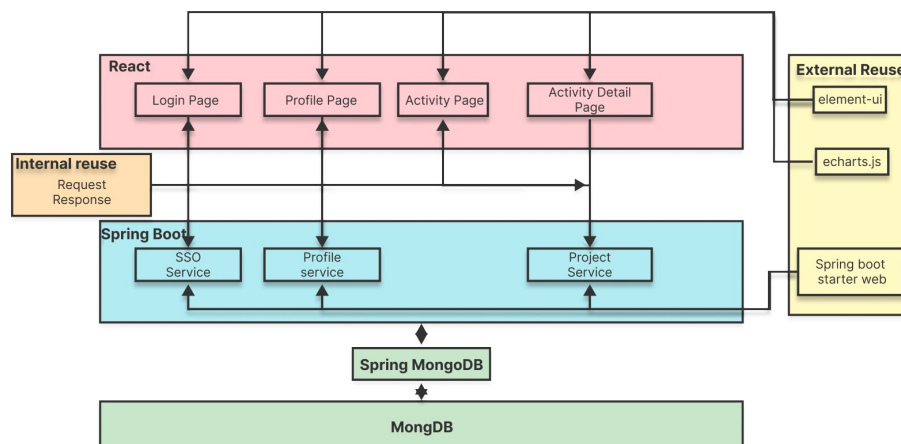 React
Login Page
Profile Page
Activity Page
Activity Detail
Page
External Reuse
element-ui
echarts.js
Internal reuse
Request
Response
Spring Boot
SSO
Service
Profile
service
Project
Service
Spring boot
starter web
Spring MongoDB
MongDB